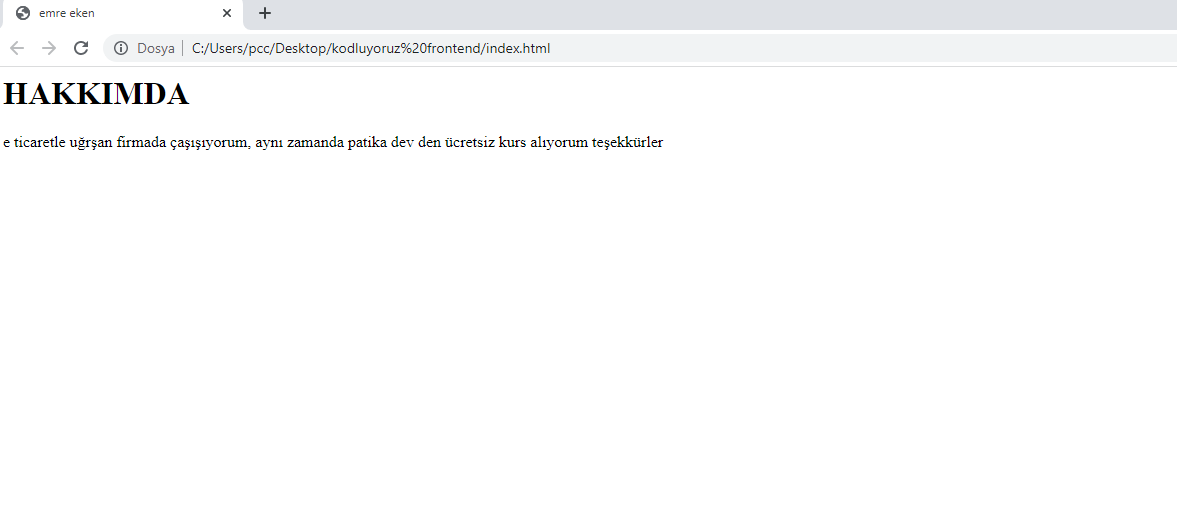 emre eken
Dosya C:/Users/pcc/Desktop/kodluyoruz%20frontend/index.html
HAKKIMDA
e ticaretle uğrşan firmada çaşışıyorum, aynı zamanda patika dev den ücretsiz kurs alıyorum teşekkürler